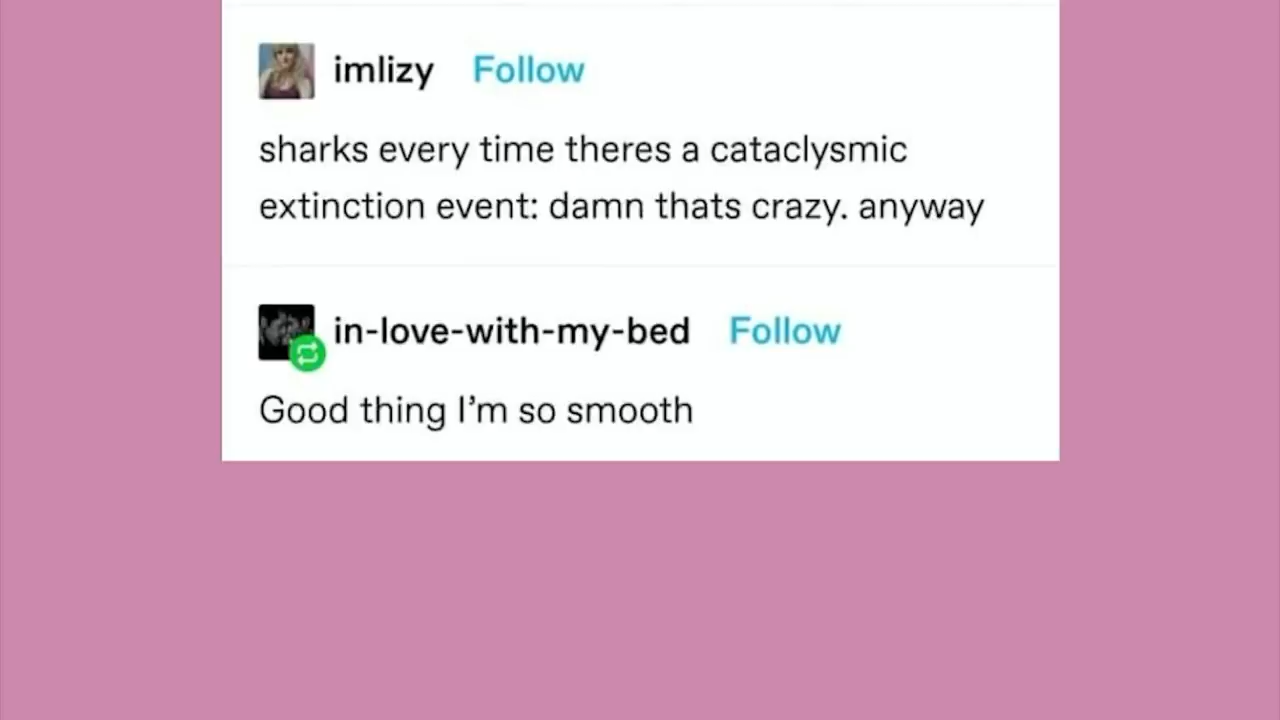 imlizy Follow
sharks every time theres a cataclysmic
extinction event: damn thats crazy. anyway
in-love-with-my-bed Follow
Good thing I’m so smooth